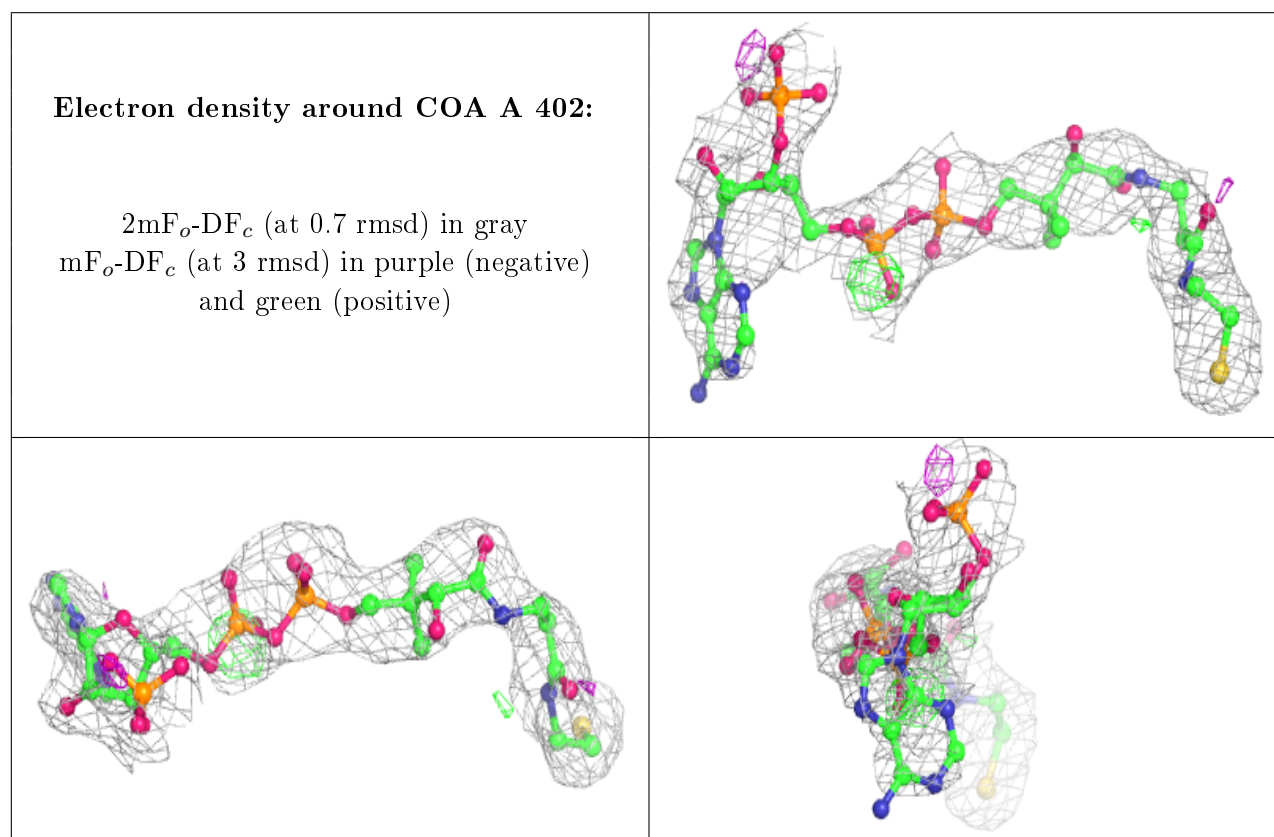 Electron density around COA A 402:
2mFₒ-DF𝒸 (at 0.7 rmsd) in gray
mFₒ-DF𝒸 (at 3 rmsd) in purple (negative)
and green (positive)